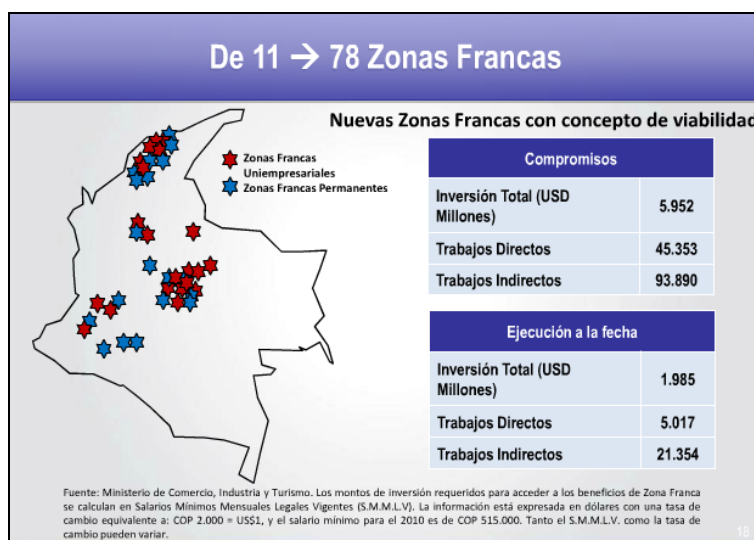 De 11 → 78 Zonas Francas
Nuevas Zonas Francas con concepto de viabilidad
Zonas Francas
Uniempresariales
Zonas Francas Permanentes
Compromisos
Inversión Total (USD
Millones)
5.952
Trabajos Directos
45.353
Trabajos Indirectos
93.890
Ejecución a la fecha
Inversión Total (USD
Millones)
1.985
Trabajos Directos
5.017
Trabajos Indirectos
21.354
Fuente: Ministerio de Comercio, Industria y Turismo. Los montos de inversión requeridos para acceder a los beneficios de Zona Franca
se calculan en Salarios Mínimos Mensuales Legales Vigentes (S.M.M.L.V). La información está expresada en dólares con una tasa de
cambio equivalente a: COP 2.000 = US$1, y el salario mínimo para el 2010 es de COP 515.000. Tanto el S.M.M.L.V. como la tasa de
cambio pueden variar.
18